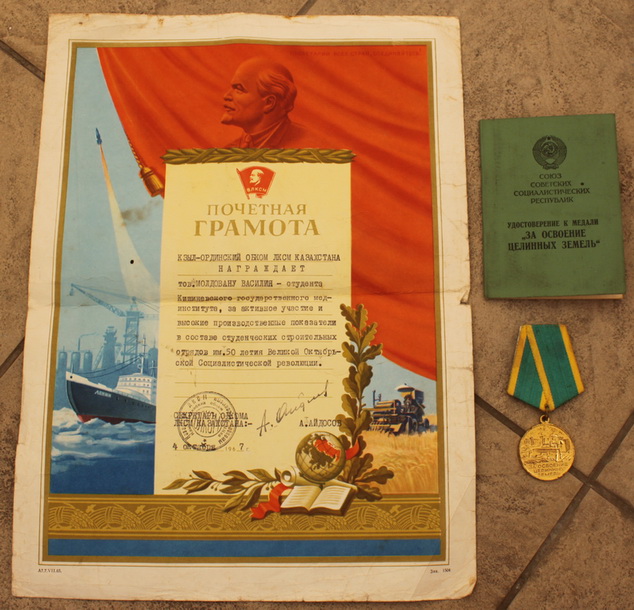 ВЛКСМ
ПОЧЕТНАЯ
ГРАМОТА
КЗЫЛ-ОРДИНСКИЙ ОБКОМ ЛКСМ КАЗАХСТАНА
НАГРАЖДАЕТ
тов. МОЛДОВАНУ ВАСИЛИЯ - студента
Кишиневского государственного мед-
института, за активное участие и
высокие производственные показатели
в составе студенческих строительных
отрядов им. 50 летия Великой Октябрь-
ской Социалистической революции.
СЕКРЕТАРЬ ОБКОМА
ЛКСМ КАЗАХСТАНА:-
4 октября 1967.
СОЮЗ
СОВЕТСКИХ
СОЦИАЛИСТИЧЕСКИХ
РЕСПУБЛИК
УДОСТОВЕРЕНИЕ К МЕДАЛИ
„ЗА ОСВОЕНИЕ
ЦЕЛИННЫХ ЗЕМЕЛЬ"